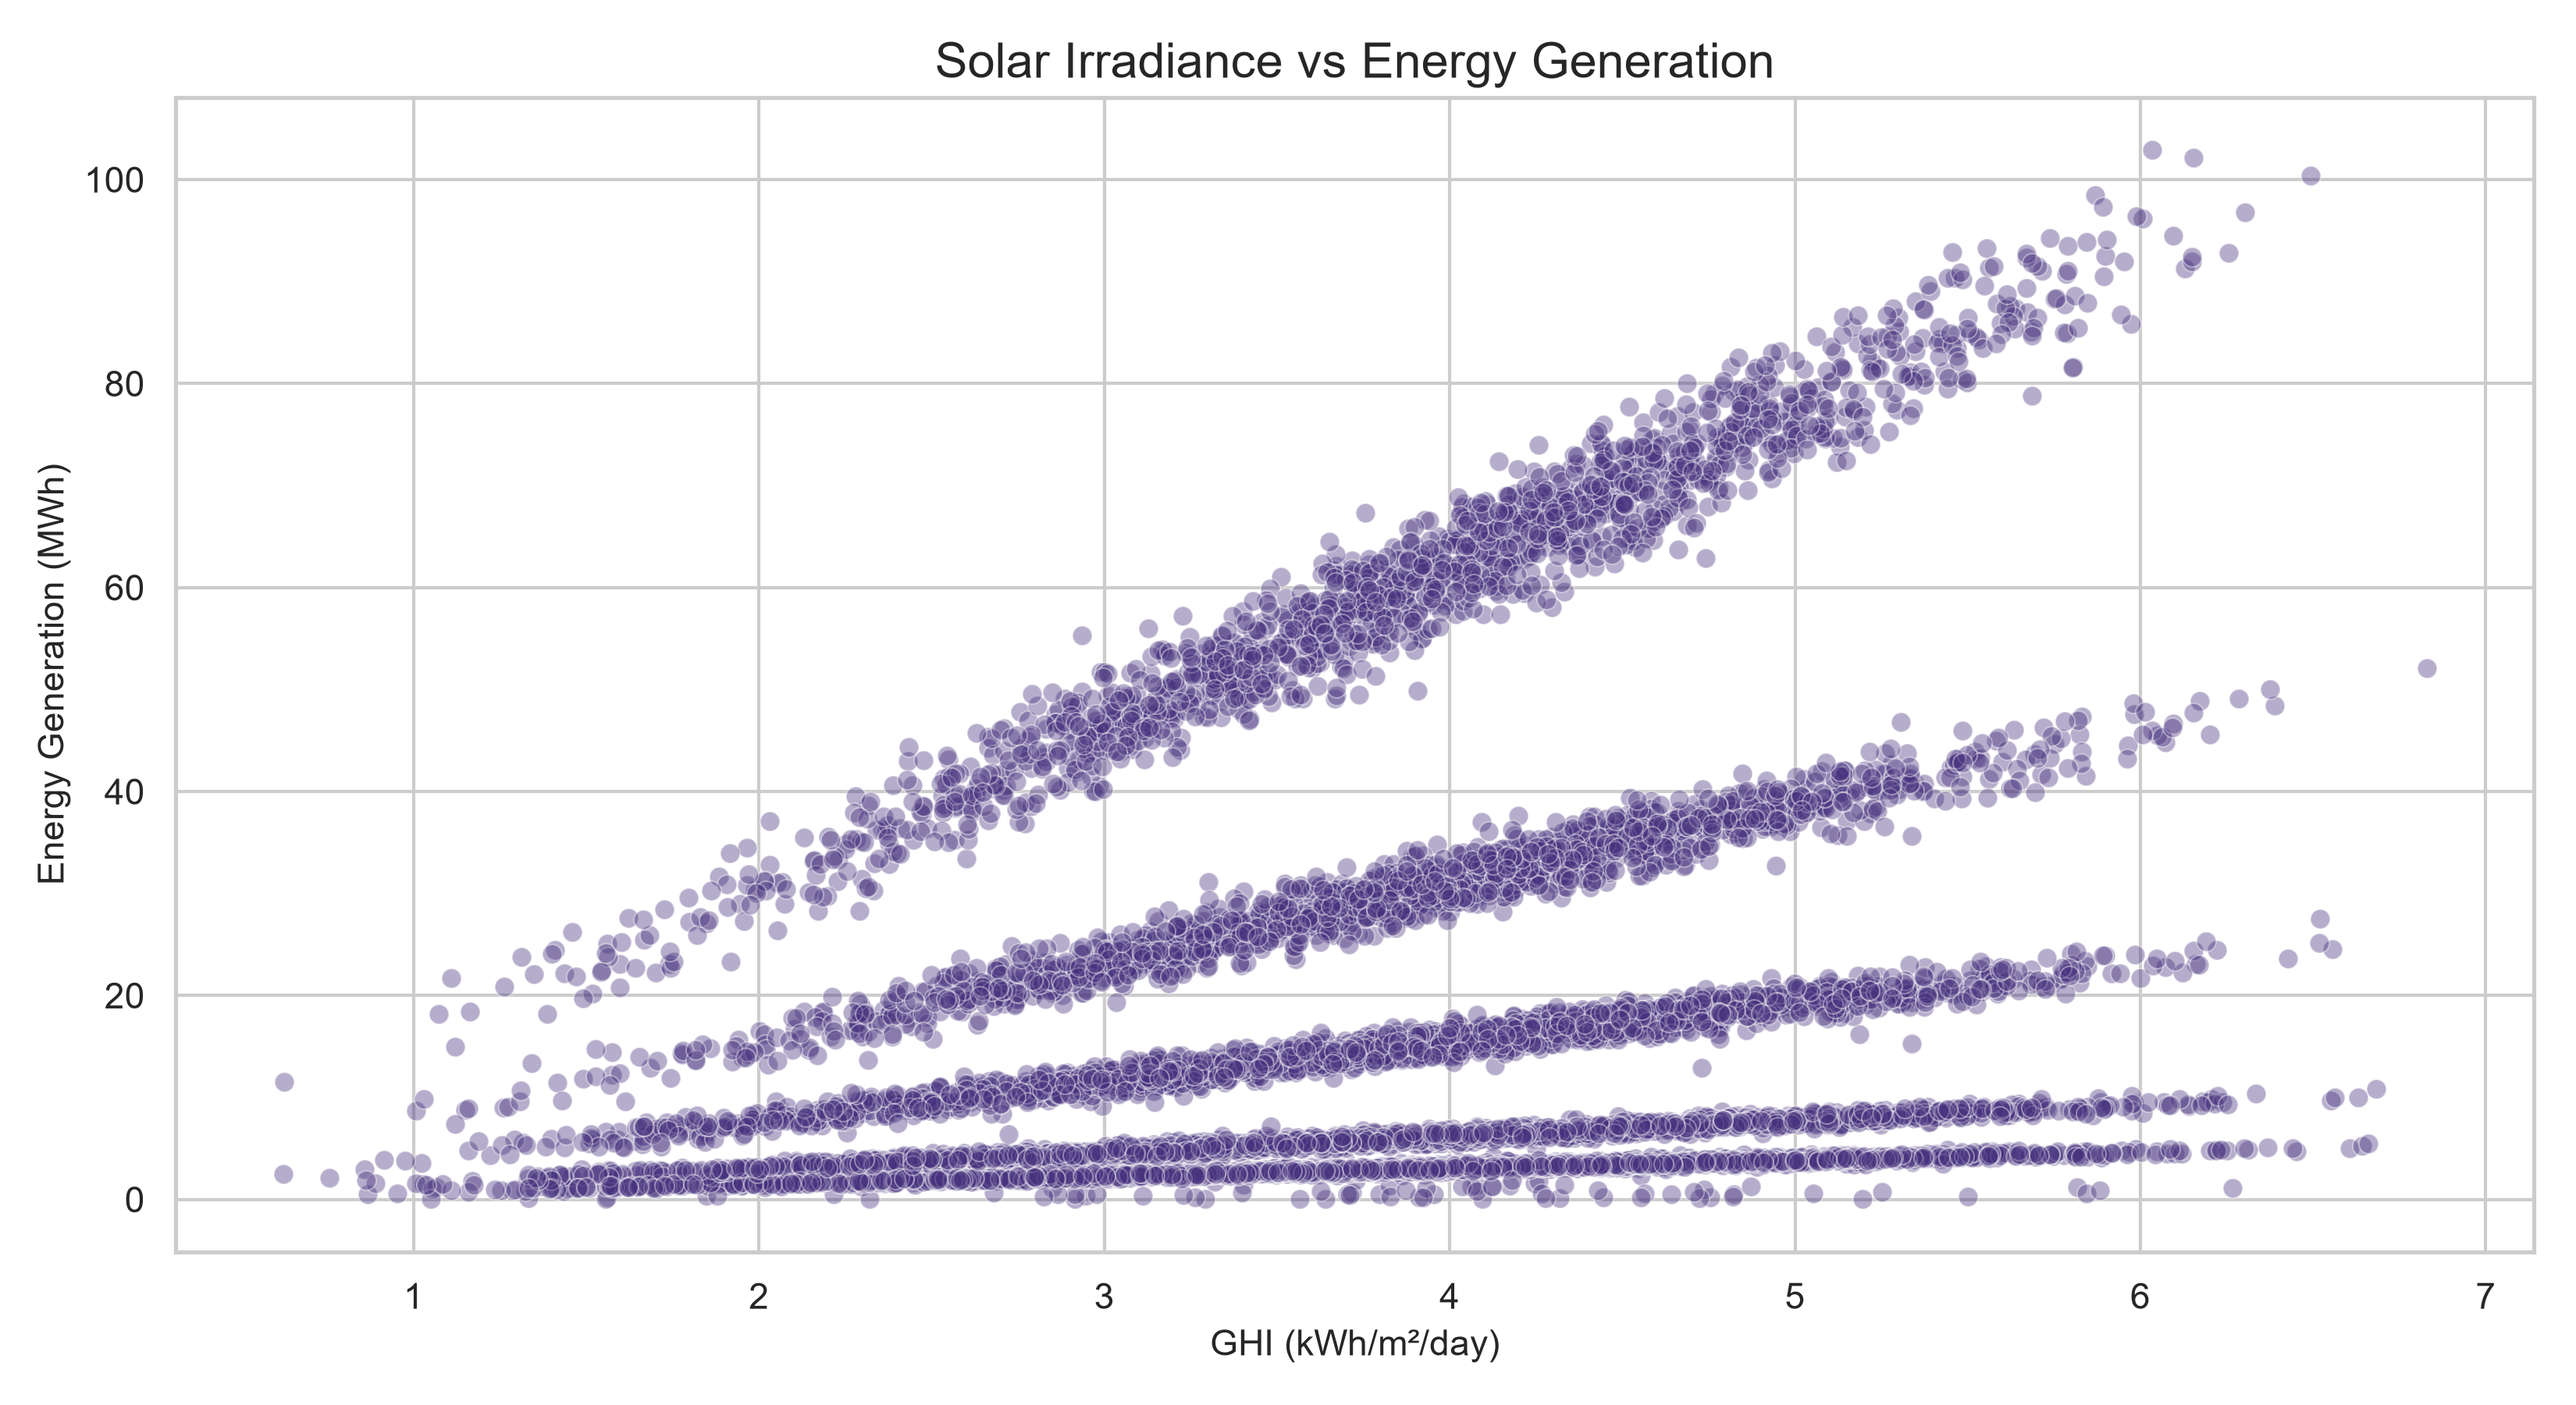 Solar Irradiance vs Energy Generation
Energy Generation (MWh)
100
80
60
40
20
0
1 2 3 4 5 6 7
GHI (kWh/m²/day)